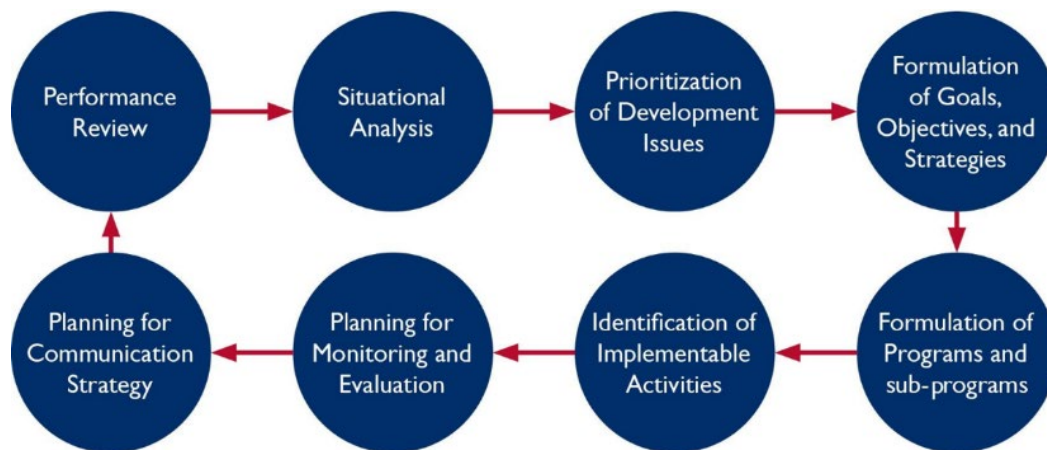 Performance
Review
Situational
Analysis
Prioritization
of Development
Issues
Formulation
of Goals,
Objectives, and
Strategies
Planning for
Communication
Strategy
Planning for
Monitoring and
Evaluation
Identification of
Implementable
Activities
Formulation of
Programs and
sub-programs